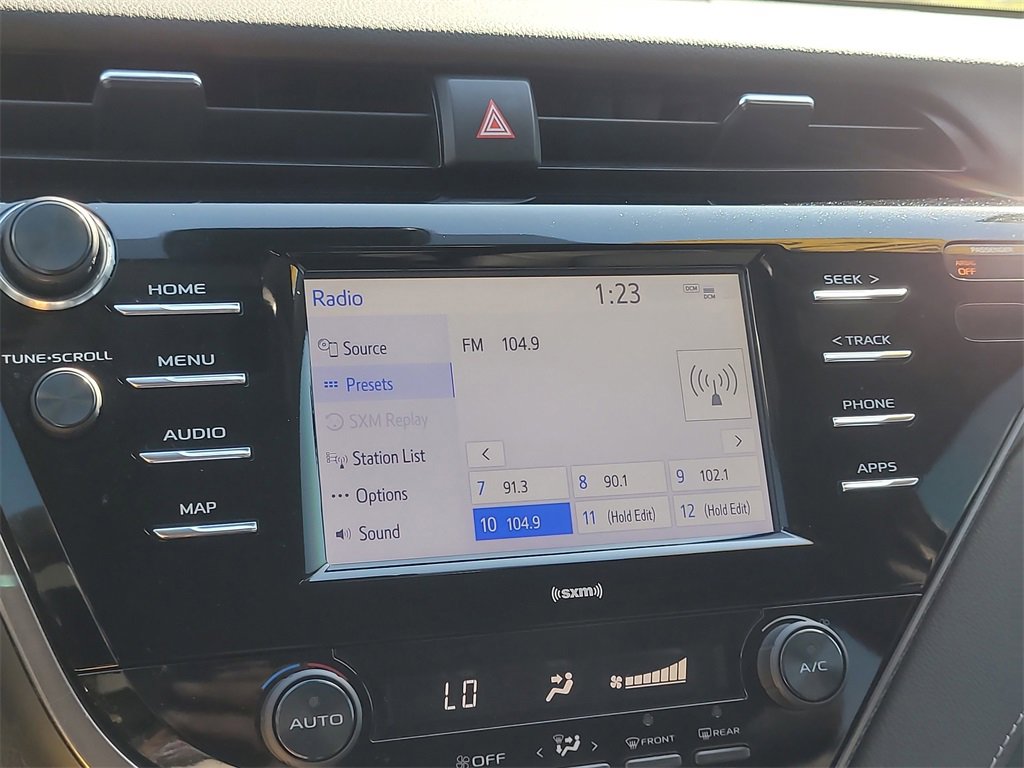 PASSENGER
AIRBAG
OFF
HOME
TUNE•SCROLL
MENU
AUDIO
MAP
SEEK >
< TRACK
PHONE
APPS
Radio 1:23 DCM DCM
Source
Presets
SXM Replay
Station List
Options
Sound
FM 104.9
< >
7 91.3 8 90.1 9 102.1
10 104.9 11 (Hold Edit) 12 (Hold Edit)
((sxm))
AUTO LO A/C
OFF < > FRONT REAR